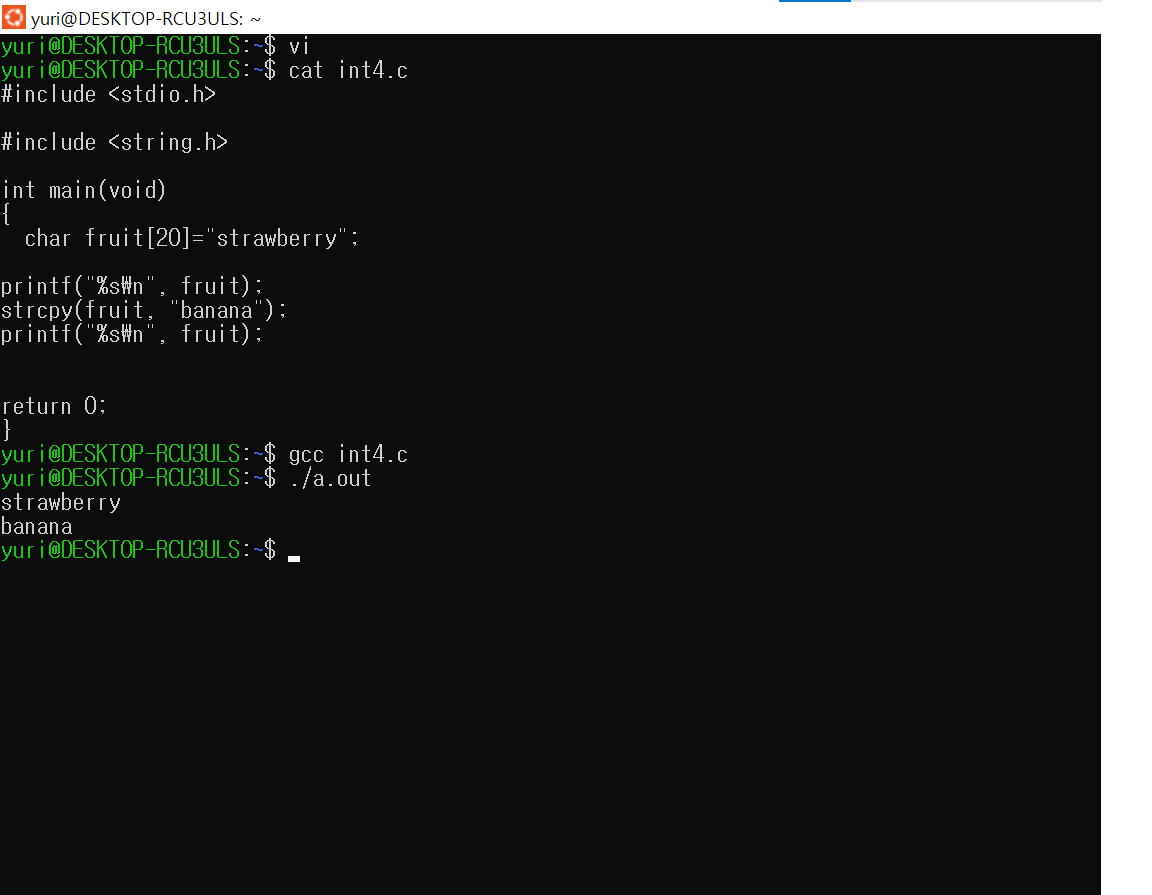 yuri@DESKTOP-RCU3ULS: ~
yuri@DESKTOP-RCU3ULS:~$ vi
yuri@DESKTOP-RCU3ULS:~$ cat int4.c
#include <stdio.h>
#include <string.h>
int main(void)
{
  char fruit[20]="strawberry";
printf("%s₩n", fruit);
strcpy(fruit, "banana");
printf("%s₩n", fruit);
return 0;
}
yuri@DESKTOP-RCU3ULS:~$ gcc int4.c
yuri@DESKTOP-RCU3ULS:~$ ./a.out
strawberry
banana
yuri@DESKTOP-RCU3ULS:~$